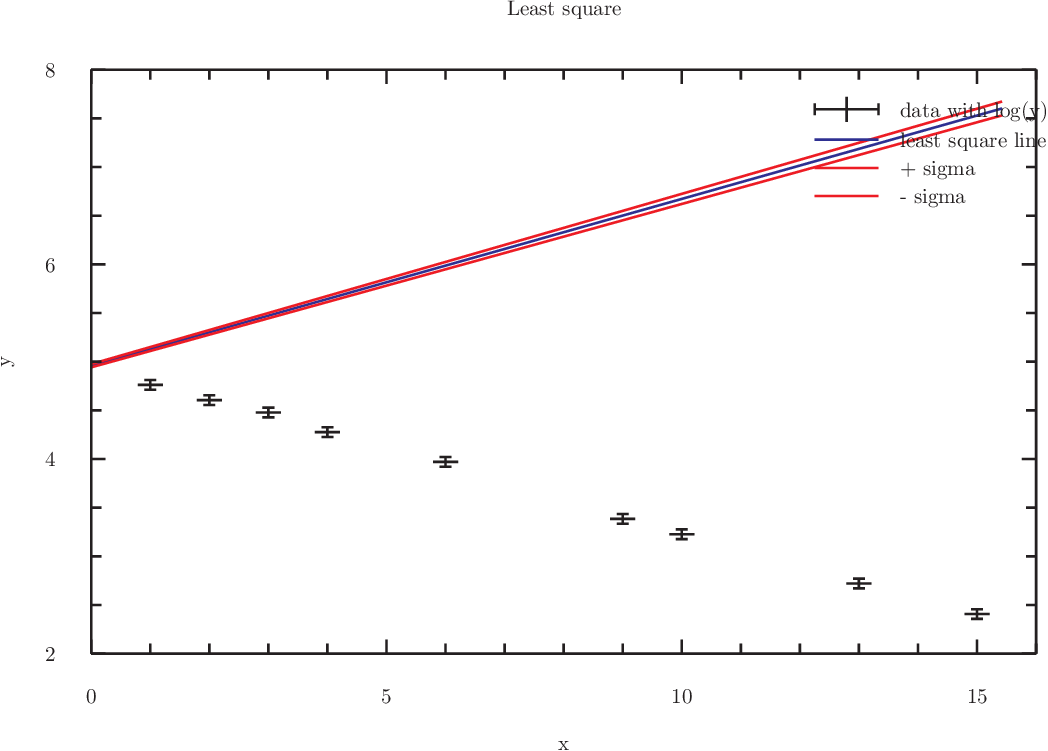 Least square
8
data with log(y)
least square line
+ sigma
- sigma
6
y
4
2
0
5
10
15
x